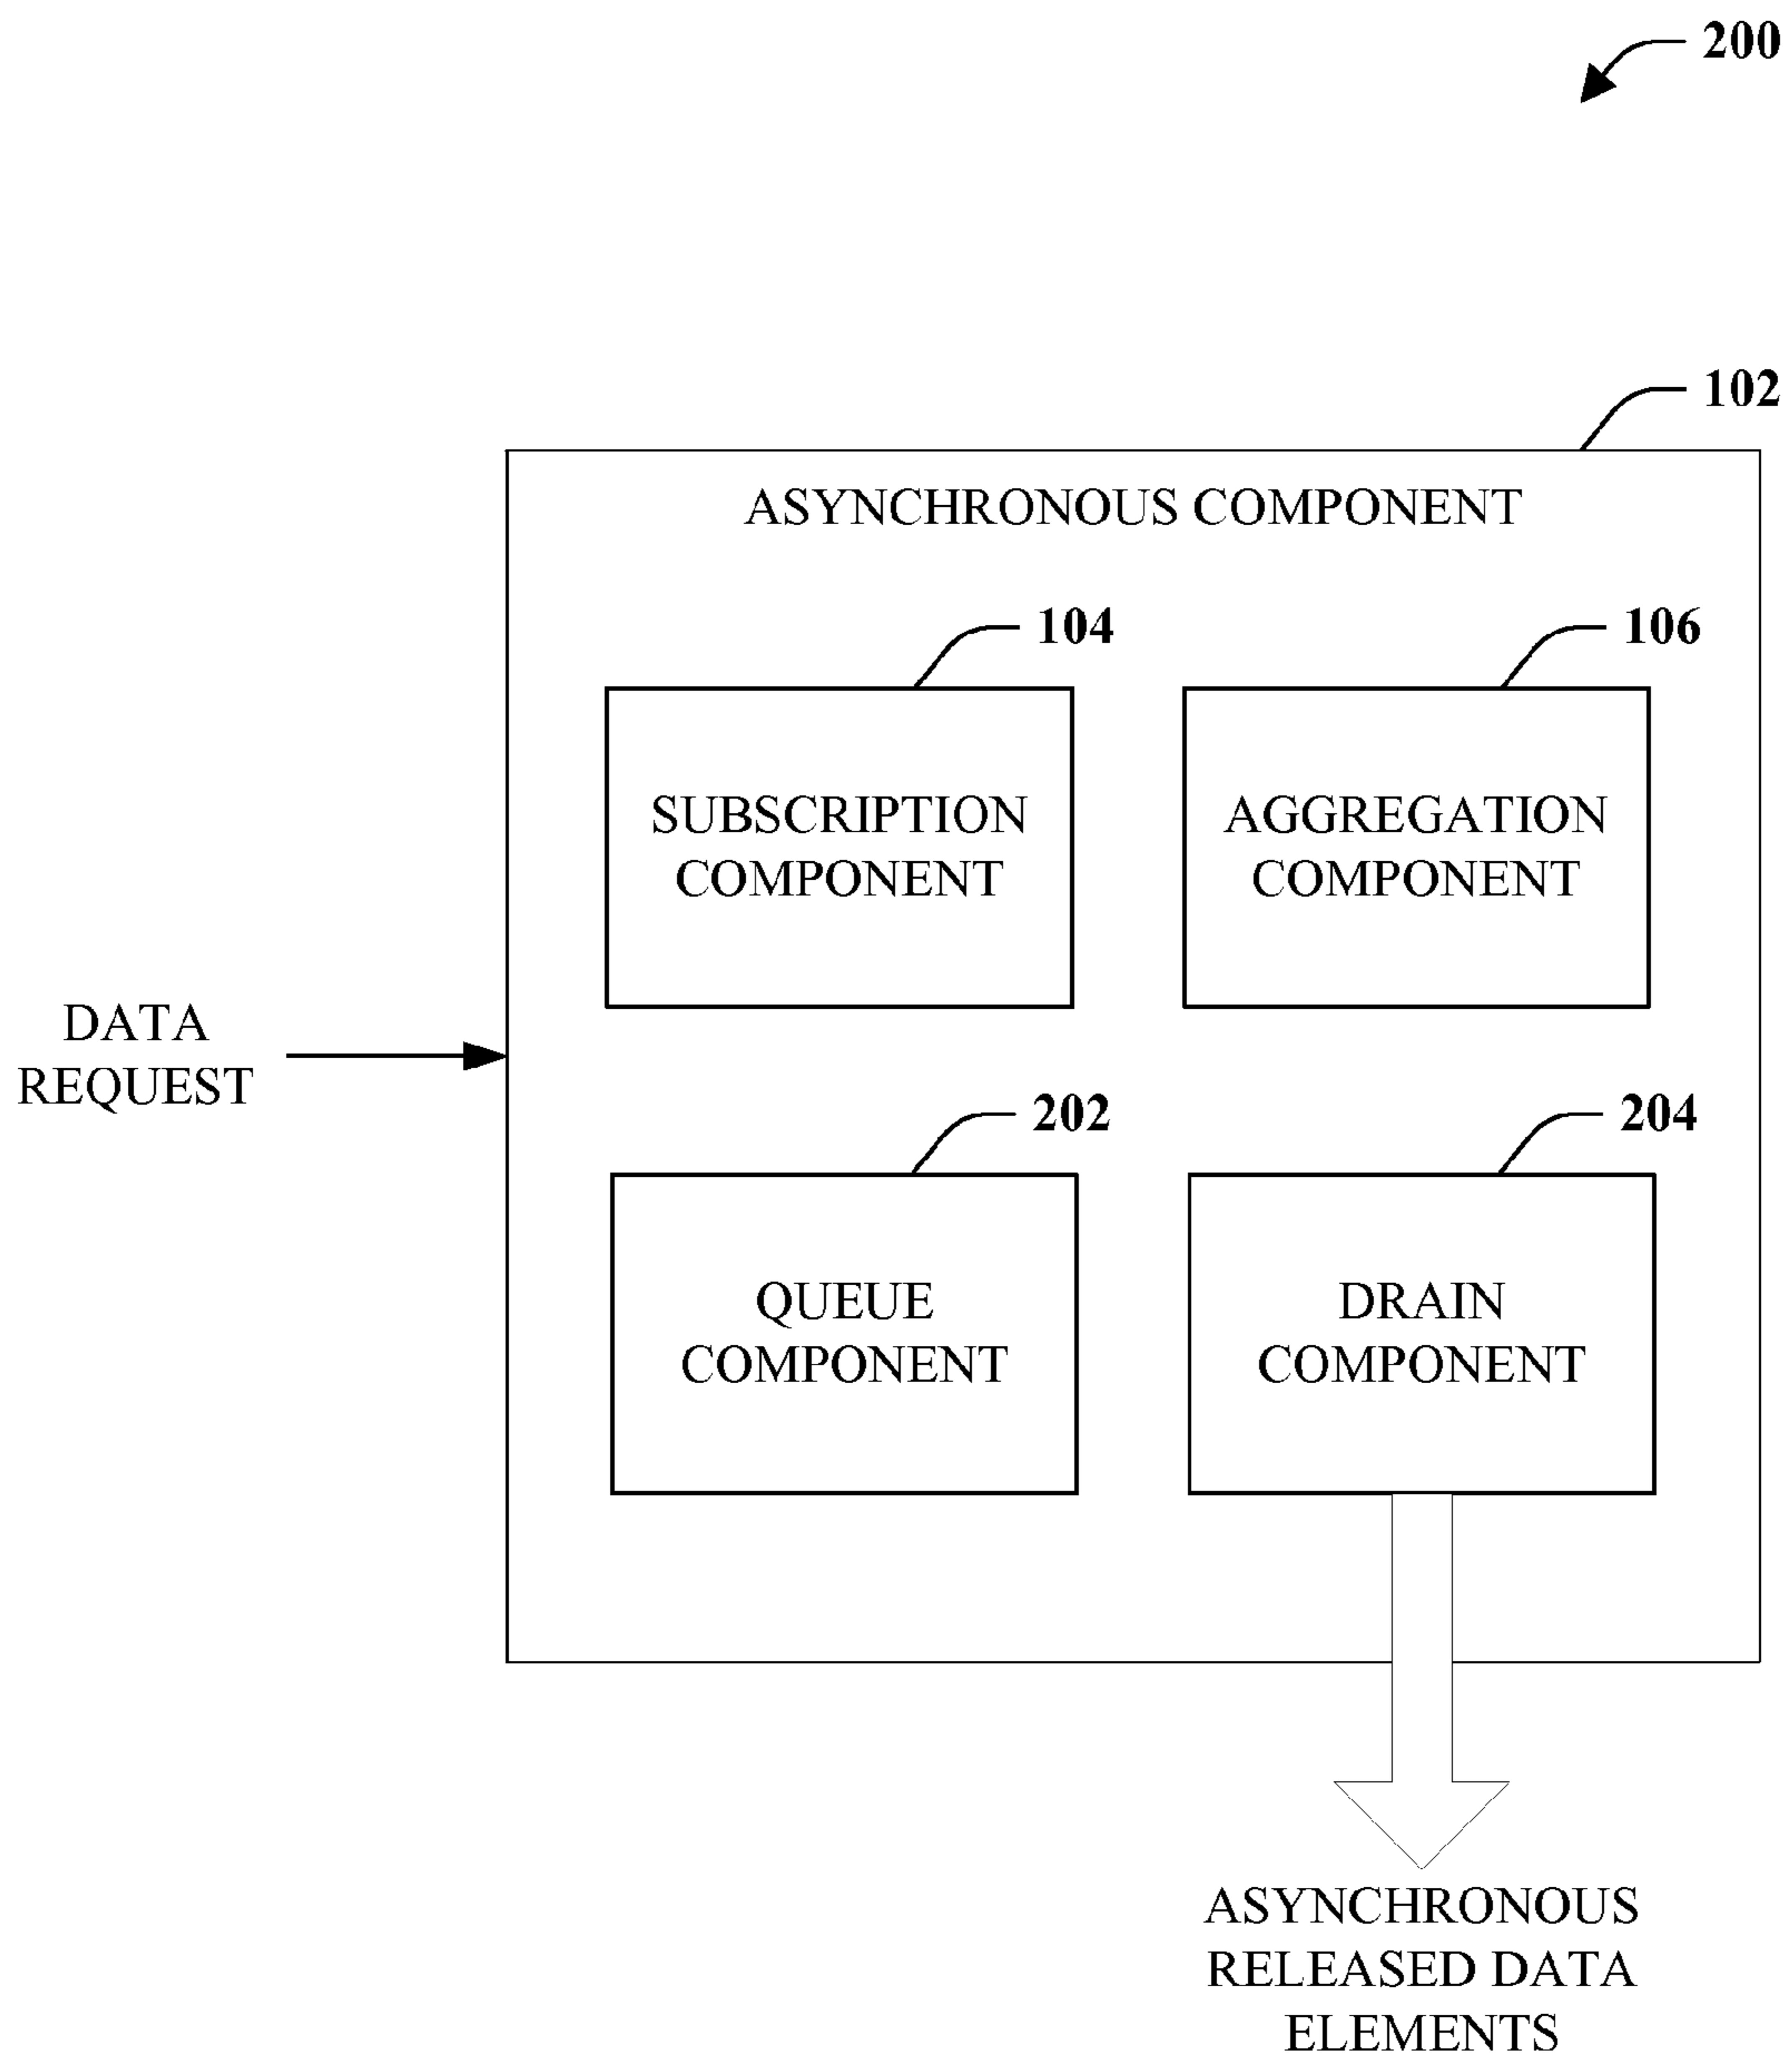 200
102
ASYNCHRONOUS COMPONENT
104
106
SUBSCRIPTION
COMPONENT
AGGREGATION
COMPONENT
DATA
REQUEST
202
204
QUEUE
COMPONENT
DRAIN
COMPONENT
ASYNCHRONOUS
RELEASED DATA
ELEMENTS